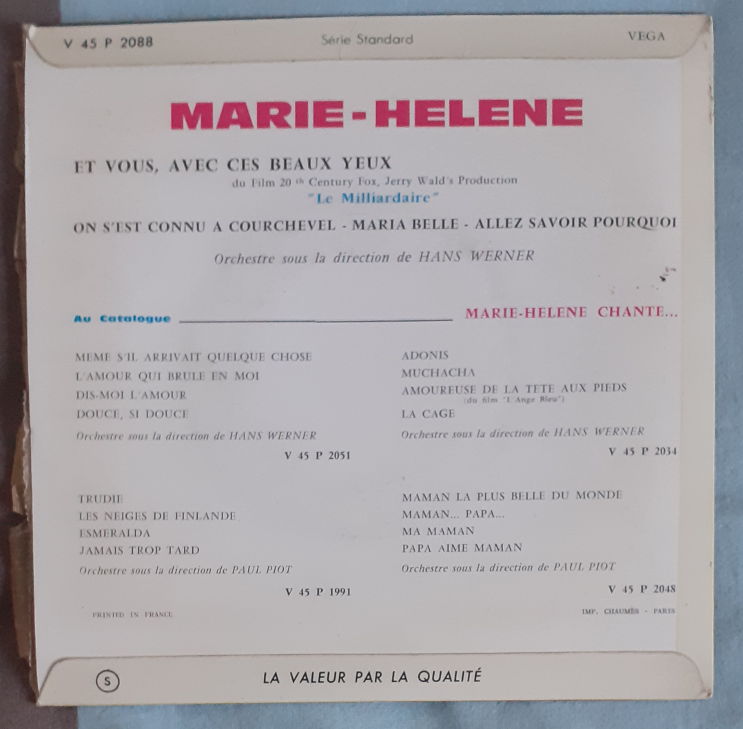 V 45 P 2088 Série Standard VEGA
MARIE-HELENE
ET VOUS, AVEC CES BEAUX YEUX
du Film 20 th Century Fox, Jerry Wald's Production
"Le Milliardaire"
ON S'EST CONNU A COURCHEVEL - MARIA BELLE - ALLEZ SAVOIR POURQUOI
Orchestre sous la direction de HANS WERNER
Au Catalogue MARIE-HELENE CHANTE...
MEME S'IL ARRIVAIT QUELQUE CHOSE
L'AMOUR QUI BRULE EN MOI
DIS-MOI L'AMOUR
DOUCE, SI DOUCE
Orchestre sous la direction de HANS WERNER
V 45 P 2051
ADONIS
MUCHACHA
AMOUREUSE DE LA TETE AUX PIEDS
(du film "L'Ange Bleu")
LA CAGE
Orchestre sous la direction de HANS WERNER
V 45 P 2034
TRUDIE
LES NEIGES DE FINLANDE
ESMERALDA
JAMAIS TROP TARD
Orchestre sous la direction de PAUL PIOT
V 45 P 1991
MAMAN LA PLUS BELLE DU MONDE
MAMAN... PAPA...
MA MAMAN
PAPA AIME MAMAN
Orchestre sous la direction de PAUL PIOT
V 45 P 2048
PRINTED IN FRANCE IMP. CHAUMÈS - PARIS
S LA VALEUR PAR LA QUALITÉ